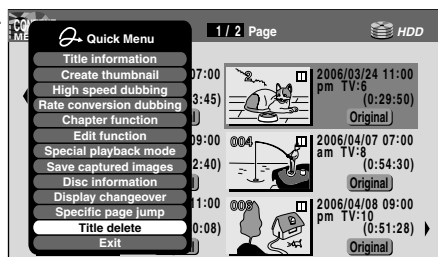 CO
ME
Quick Menu
1 / 2 Page
HDD
Title information
Create thumbnail
High speed dubbing
Rate conversion dubbing
Chapter function
Edit function
Special playback mode
Save captured images
Disc information
Display changeover
Specific page jump
Title delete
Exit
07:00
3:45)
2
2006/03/24 11:00
pm TV:6
(0:29:50)
Original
09:00
2:40)
004
2006/04/07 07:00
am TV:8
(0:54:30)
Original
11:00
0:08)
006
2006/04/08 09:00
pm TV:10
(0:51:28)
Original